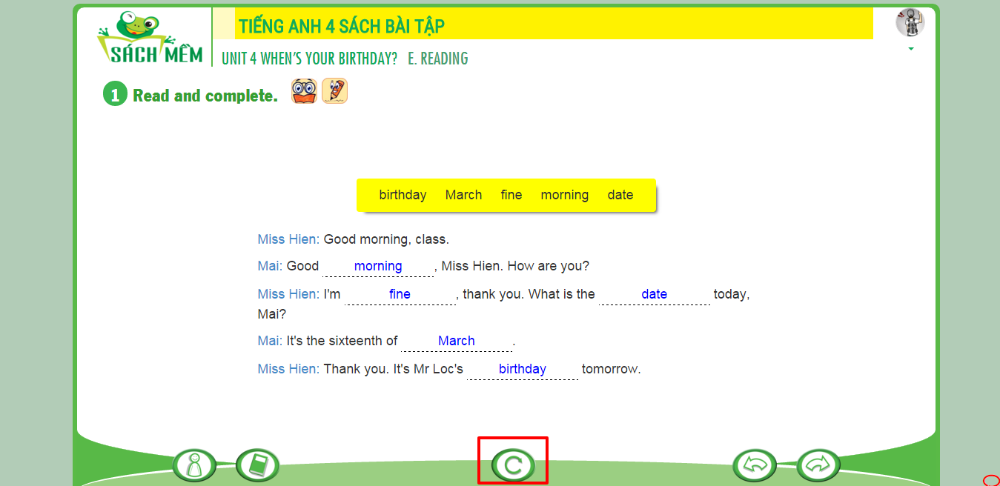 SÁCH MỀM
TIẾNG ANH 4 SÁCH BÀI TẬP
UNIT 4 WHEN'S YOUR BIRTHDAY? E. READING
1 Read and complete.
birthday March fine morning date
Miss Hien: Good morning, class.
Mai: Good morning, Miss Hien. How are you?
Miss Hien: I'm fine, thank you. What is the date today,
Mai?
Mai: It's the sixteenth of March.
Miss Hien: Thank you. It's Mr Loc's birthday tomorrow.
C